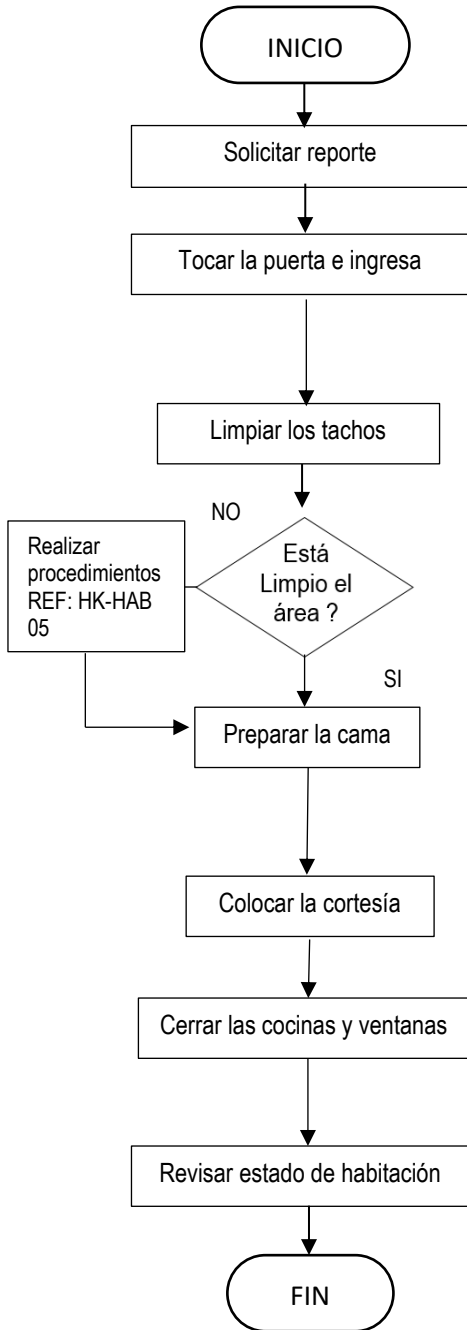 INICIO
Solicitar reporte
Tocar la puerta e ingresa
Limpiar los tachos
NO
Realizar
procedimientos
REF: HK-HAB
05
Está
Limpio el
área ?
SI
Preparar la cama
Colocar la cortesía
Cerrar las cocinas y ventanas
Revisar estado de habitación
FIN